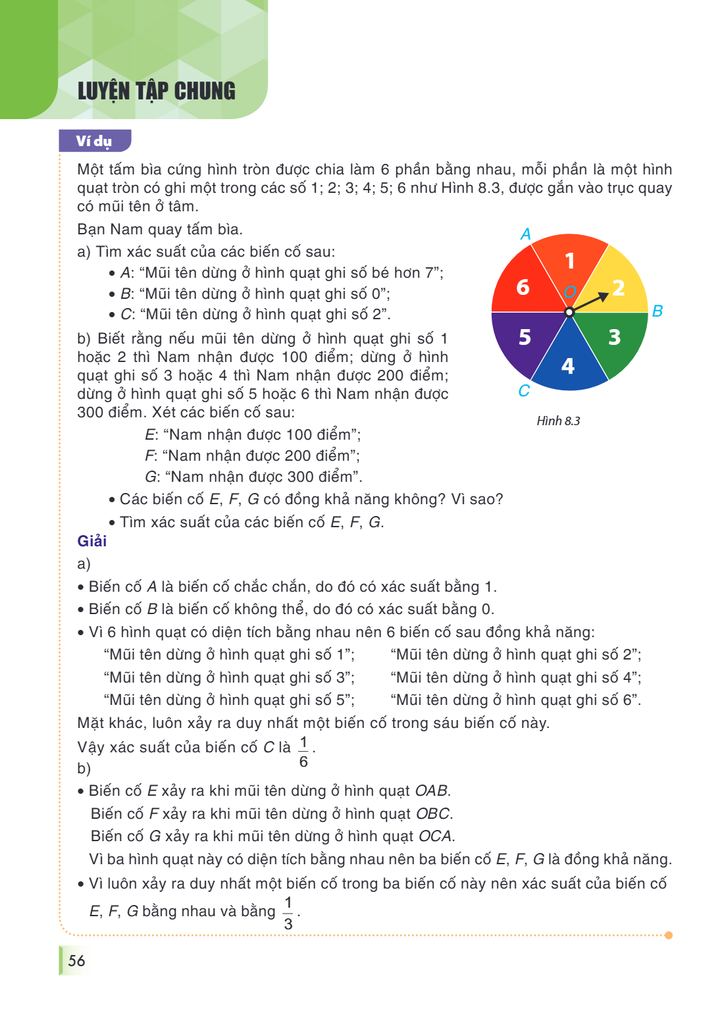 LUYỆN TẬP CHUNG
Ví dụ
Một tấm bìa cứng hình tròn được chia làm 6 phần bằng nhau, mỗi phần là một hình
quạt tròn có ghi một trong các số 1; 2; 3; 4; 5; 6 như Hình 8.3, được gắn vào trục quay
có mũi tên ở tâm.
Bạn Nam quay tấm bìa.
a) Tìm xác suất của các biến cố sau:
• A: “Mũi tên dừng ở hình quạt ghi số bé hơn 7”;
• B: “Mũi tên dừng ở hình quạt ghi số 0”;
• C: “Mũi tên dừng ở hình quạt ghi số 2”.
b) Biết rằng nếu mũi tên dừng ở hình quạt ghi số 1
hoặc 2 thì Nam nhận được 100 điểm; dừng ở hình
quạt ghi số 3 hoặc 4 thì Nam nhận được 200 điểm;
dừng ở hình quạt ghi số 5 hoặc 6 thì Nam nhận được
300 điểm. Xét các biến cố sau:
E: “Nam nhận được 100 điểm”;
F: “Nam nhận được 200 điểm”;
G: “Nam nhận được 300 điểm”.
• Các biến cố E, F, G có đồng khả năng không? Vì sao?
• Tìm xác suất của các biến cố E, F, G.
A
1
6
O
2
B
5
3
4
C
Hình 8.3
Giải
a)
• Biến cố A là biến cố chắc chắn, do đó có xác suất bằng 1.
• Biến cố B là biến cố không thể, do đó có xác suất bằng 0.
• Vì 6 hình quạt có diện tích bằng nhau nên 6 biến cố sau đồng khả năng:
“Mũi tên dừng ở hình quạt ghi số 1”; “Mũi tên dừng ở hình quạt ghi số 2”;
“Mũi tên dừng ở hình quạt ghi số 3”; “Mũi tên dừng ở hình quạt ghi số 4”;
“Mũi tên dừng ở hình quạt ghi số 5”; “Mũi tên dừng ở hình quạt ghi số 6”.
Mặt khác, luôn xảy ra duy nhất một biến cố trong sáu biến cố này.
Vậy xác suất của biến cố C là 1/6.
b)
• Biến cố E xảy ra khi mũi tên dừng ở hình quạt OAB.
Biến cố F xảy ra khi mũi tên dừng ở hình quạt OBC.
Biến cố G xảy ra khi mũi tên dừng ở hình quạt OCA.
Vì ba hình quạt này có diện tích bằng nhau nên ba biến cố E, F, G là đồng khả năng.
• Vì luôn xảy ra duy nhất một biến cố trong ba biến cố này nên xác suất của biến cố
E, F, G bằng nhau và bằng 1/3.
56